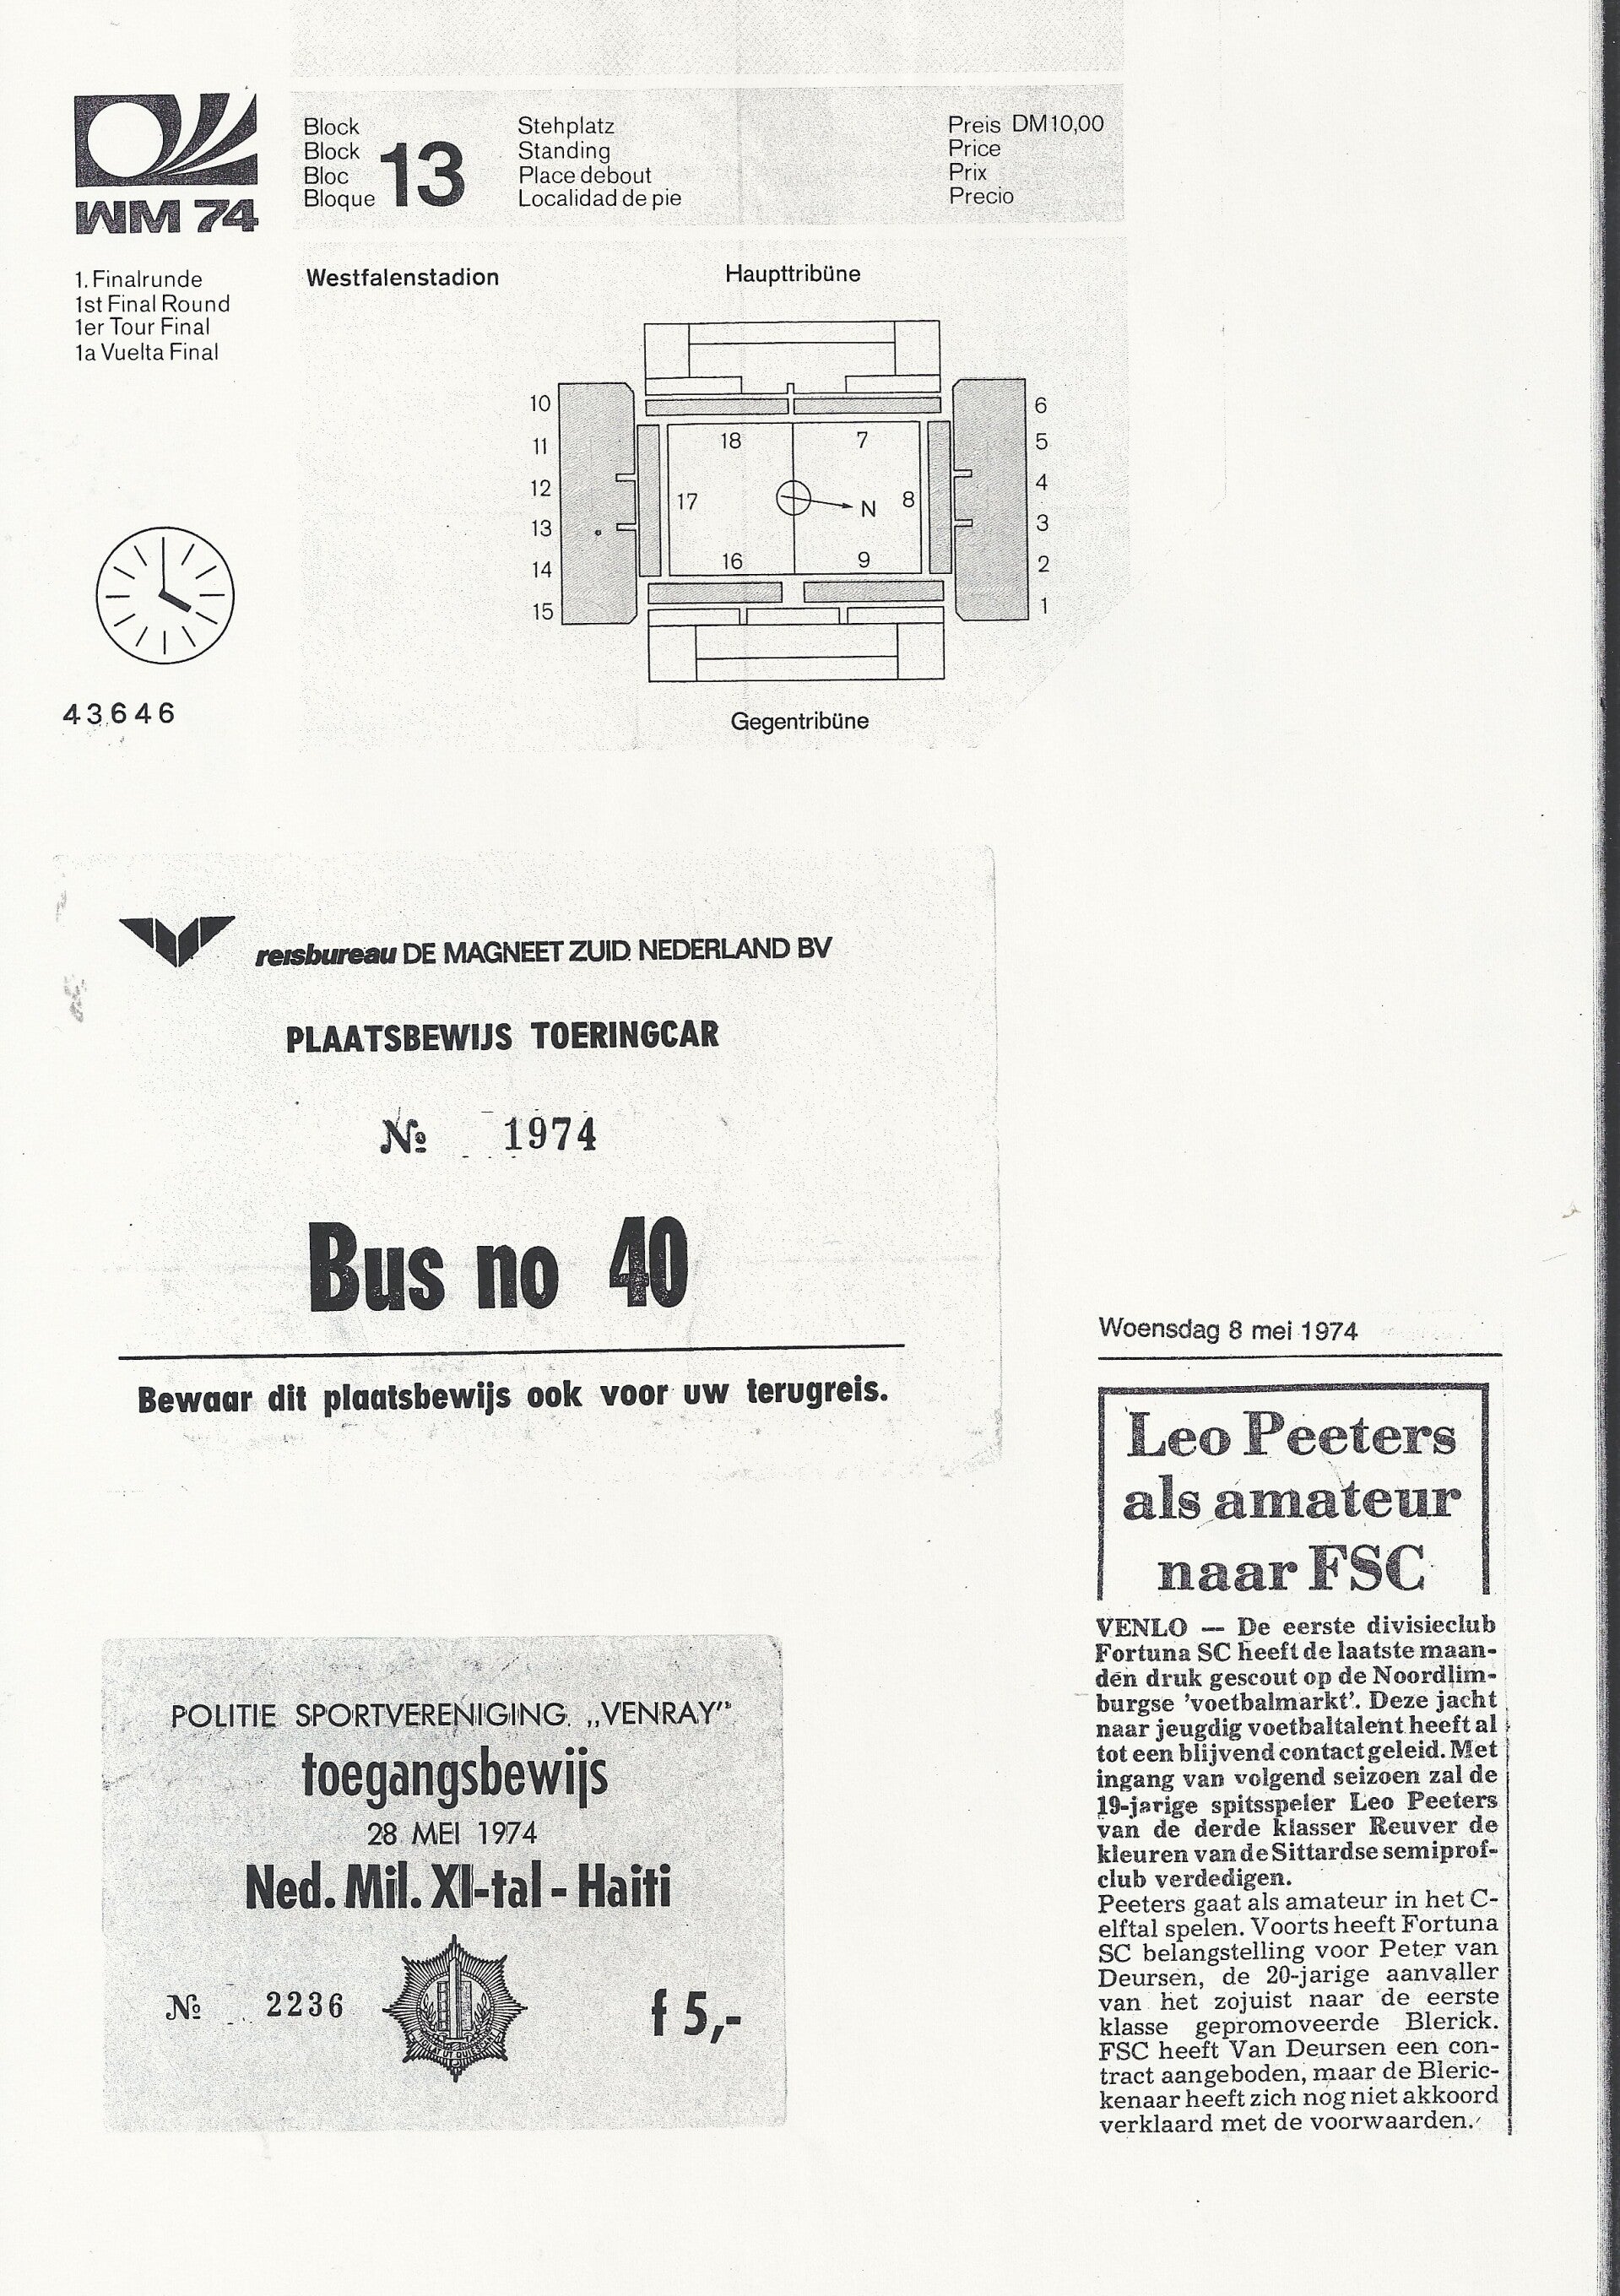 WM 74
1. Finalrunde
1st Final Round
1er Tour Final
1a Vuelta Final
43646
Block
Block
Bloc
Bloque
13
Stehplatz
Standing
Place debout
Localidad de pie
Preis DM 10,00
Price
Prix
Precio
Westfalenstadion
Haupttribüne
10
11
12
13
14
15
18
7
17
N
8
16
9
6
5
4
3
2
1
Gegentribüne
reisbureau DE MAGNEET ZUID NEDERLAND BV
PLAATSBEWIJS TOERINGCAR
№ 1974
Bus no 40
Bewaar dit plaatsbewijs ook voor uw terugreis.
POLITIE SPORTVERENIGING „VENRAY”
toegangsbewijs
28 MEI 1974
Ned. Mil. XI-tal - Haiti
№ 2236
f 5,-
Woensdag 8 mei 1974
Leo Peeters
als amateur
naar FSC
VENLO — De eerste divisieclub
Fortuna SC heeft de laatste maan-
den druk gescout op de Noordlim-
burgse 'voetbalmarkt'. Deze jacht
naar jeugdig voetbaltalent heeft al
tot een blijvend contact geleid. Met
ingang van volgend seizoen zal de
19-jarige spitsspeler Leo Peeters
van de derde klasser Reuver de
kleuren van de Sittardse semiprof-
club verdedigen.
Peeters gaat als amateur in het C-
elftal spelen. Voorts heeft Fortuna
SC belangstelling voor Peter van
Deursen, de 20-jarige aanvaller
van het zojuist naar de eerste
klasse gepromoveerde Blerick.
FSC heeft Van Deursen een con-
tract aangeboden, maar de Bleric-
kenaar heeft zich nog niet akkoord
verklaard met de voorwaarden.